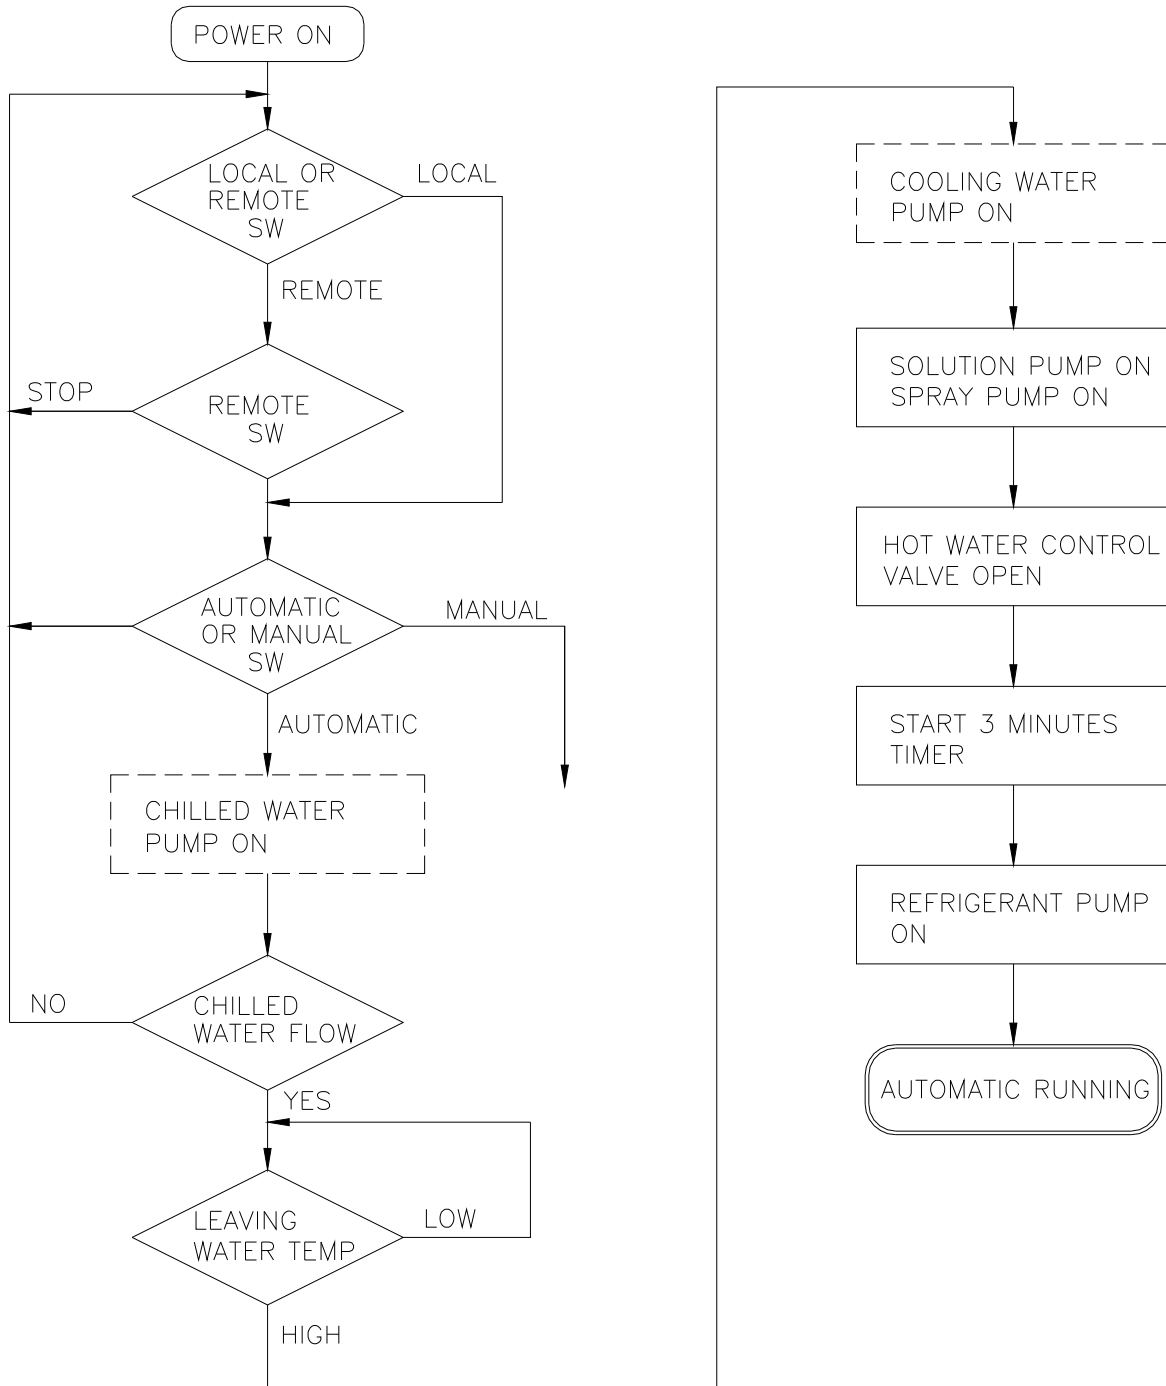 POWER ON
LOCAL OR
REMOTE
SW
LOCAL
REMOTE
REMOTE
SW
STOP
AUTOMATIC
OR MANUAL
SW
MANUAL
AUTOMATIC
CHILLED WATER
PUMP ON
CHILLED
WATER FLOW
NO
YES
LEAVING
WATER TEMP
LOW
HIGH
COOLING WATER
PUMP ON
SOLUTION PUMP ON
SPRAY PUMP ON
HOT WATER CONTROL
VALVE OPEN
START 3 MINUTES
TIMER
REFRIGERANT PUMP
ON
AUTOMATIC RUNNING